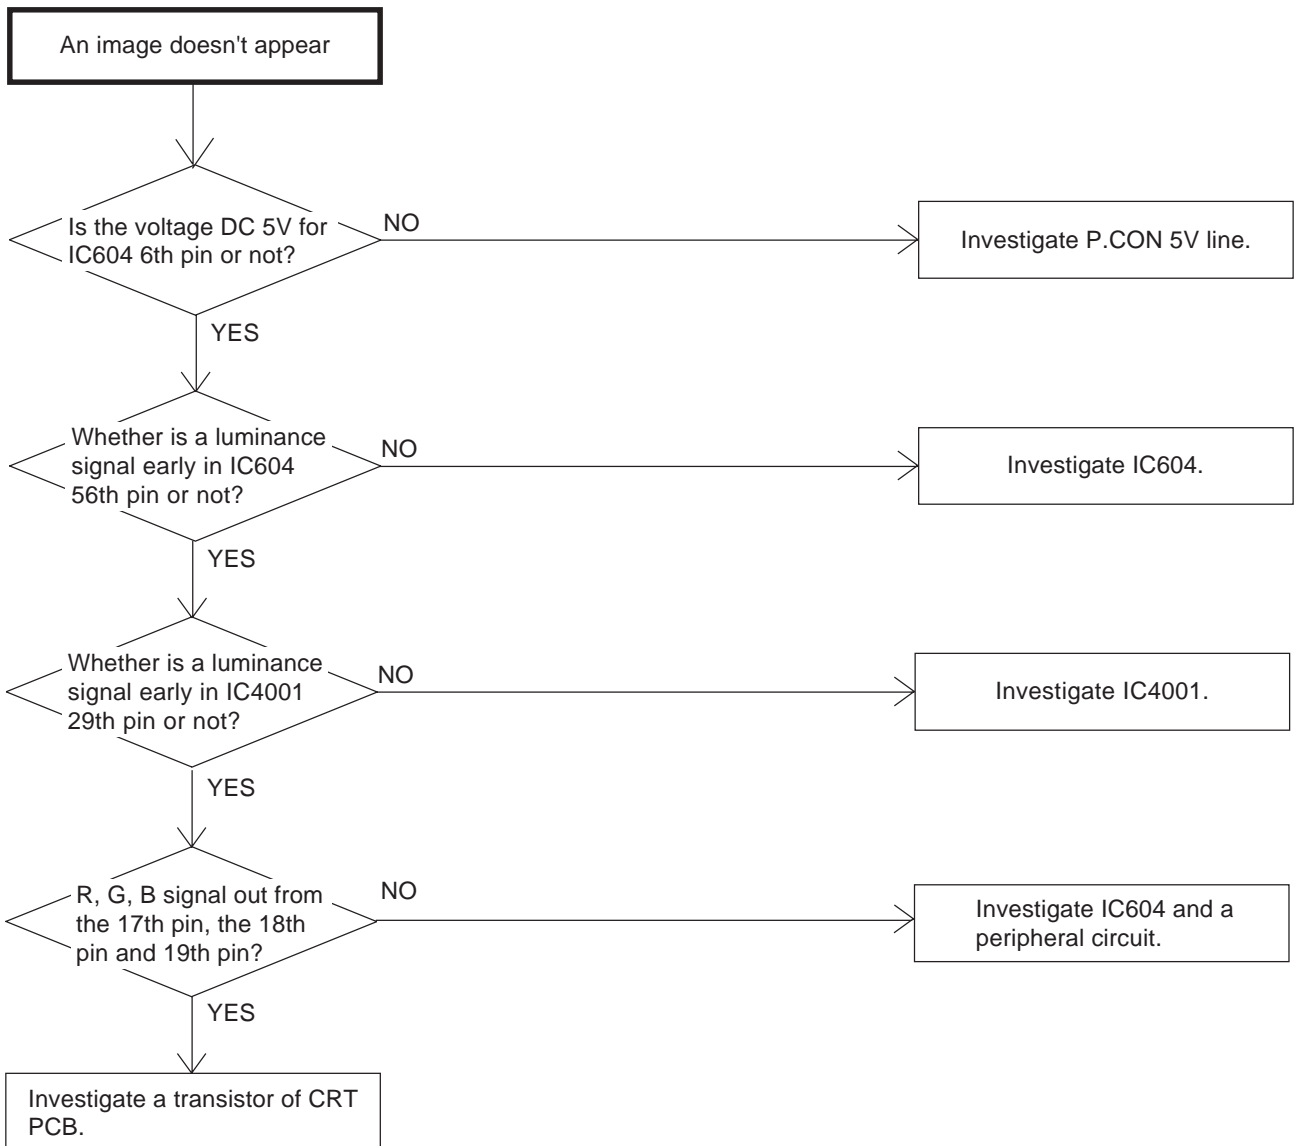 An image doesn't appear
Is the voltage DC 5V for
IC604 6th pin or not?
NO
Investigate P.CON 5V line.
YES
Whether is a luminance
signal early in IC604
56th pin or not?
NO
Investigate IC604.
YES
Whether is a luminance
signal early in IC4001
29th pin or not?
NO
Investigate IC4001.
YES
R, G, B signal out from
the 17th pin, the 18th
pin and 19th pin?
NO
Investigate IC604 and a
peripheral circuit.
YES
Investigate a transistor of CRT
PCB.